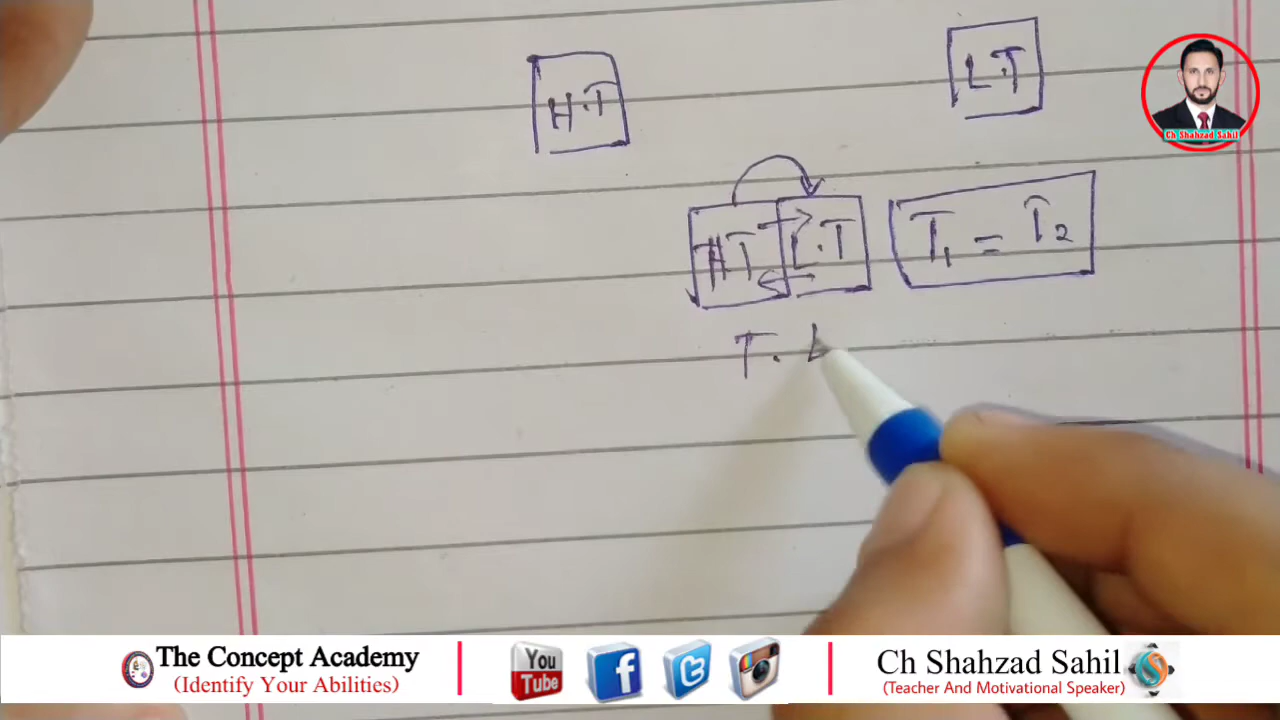 H.T
L.T
HT L.T T₁ = T₂
T.
Ch Shahzad Sahil
The Concept Academy
(Identify Your Abilities)
You
Tube
Ch Shahzad Sahil
(Teacher And Motivational Speaker)